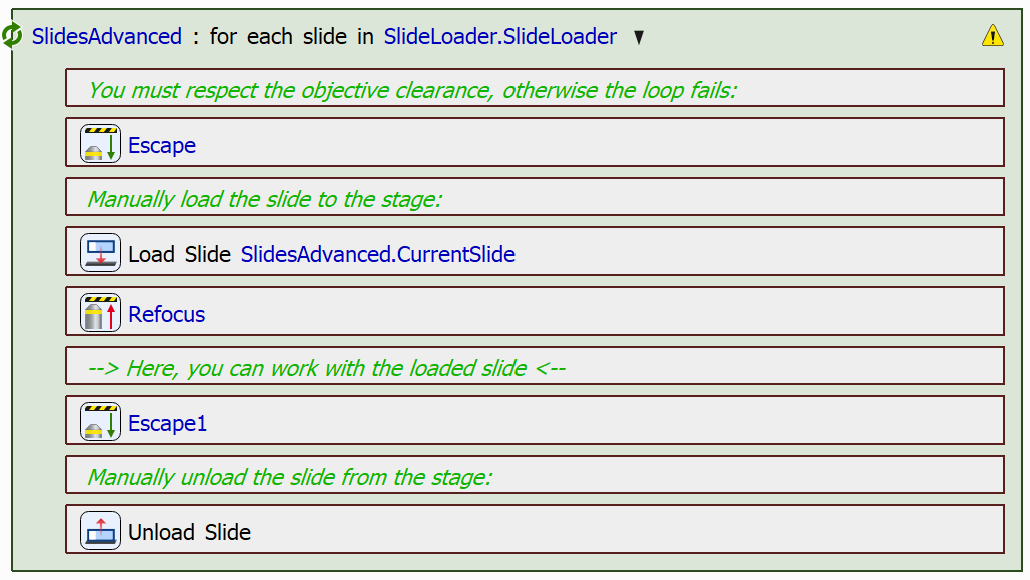 SlidesAdvanced : for each slide in SlideLoader.SlideLoader ▼
You must respect the objective clearance, otherwise the loop fails:
Escape
Manually load the slide to the stage:
Load Slide SlidesAdvanced.CurrentSlide
Refocus
--> Here, you can work with the loaded slide <--
Escape1
Manually unload the slide from the stage:
Unload Slide